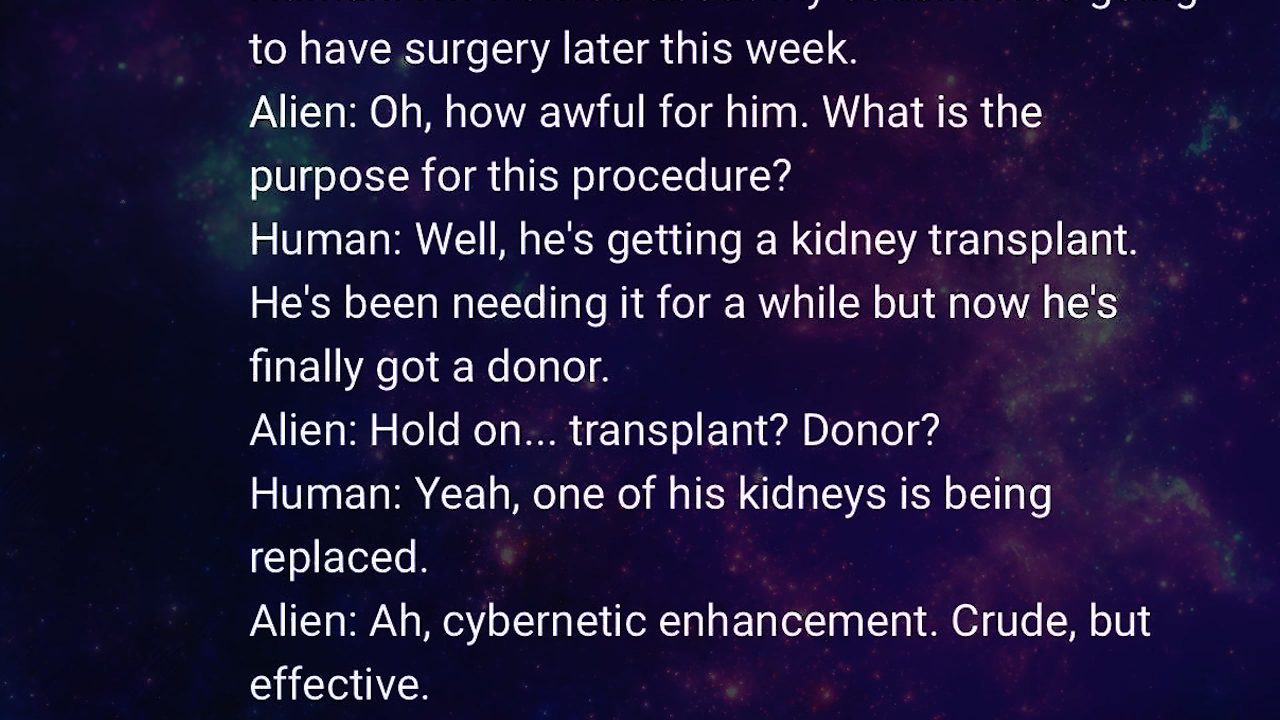 to have surgery later this week.
Alien: Oh, how awful for him. What is the
purpose for this procedure?
Human: Well, he's getting a kidney transplant.
He's been needing it for a while but now he's
finally got a donor.
Alien: Hold on... transplant? Donor?
Human: Yeah, one of his kidneys is being
replaced.
Alien: Ah, cybernetic enhancement. Crude, but
effective.